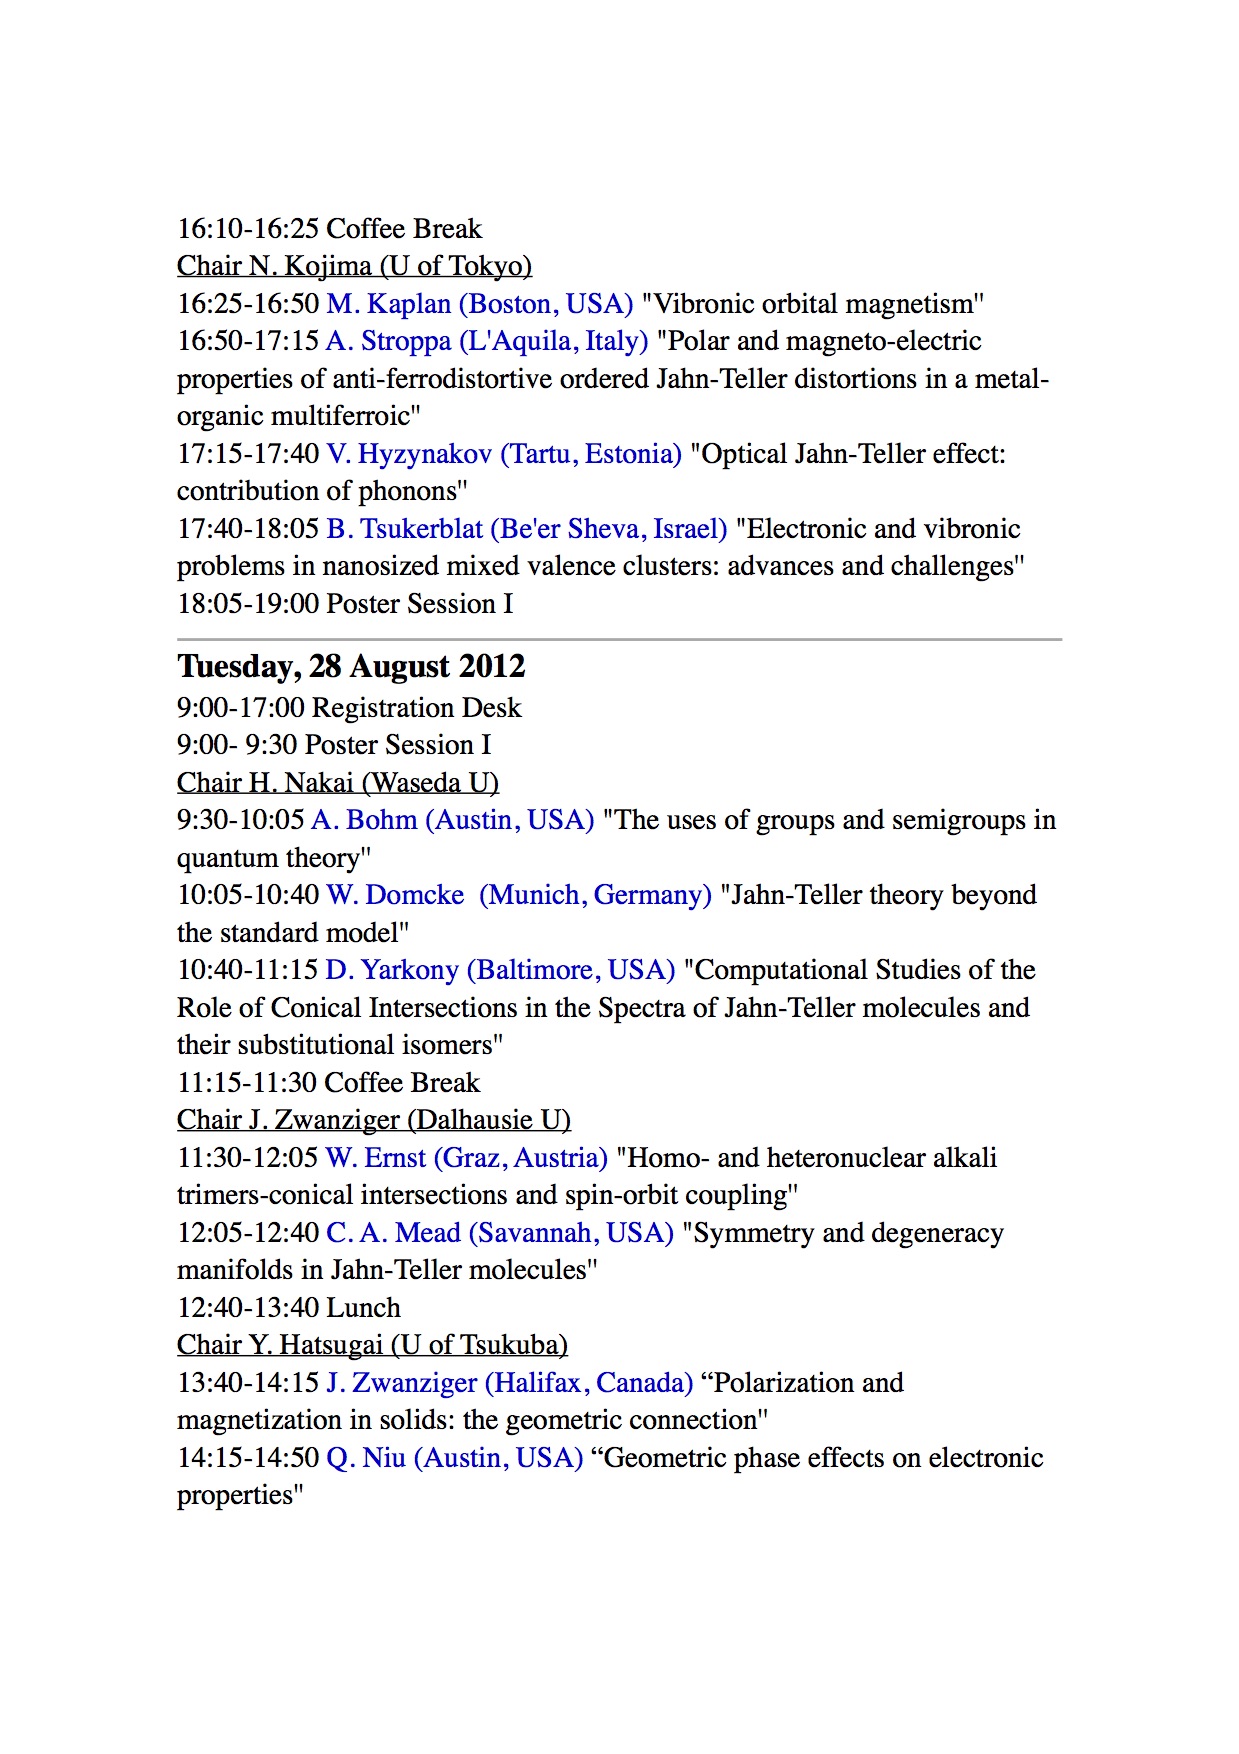 16:10-16:25 Coffee Break
Chair N. Kojima (U of Tokyo)
16:25-16:50 M. Kaplan (Boston, USA) "Vibronic orbital magnetism"
16:50-17:15 A. Stroppa (L'Aquila, Italy) "Polar and magneto-electric
properties of anti-ferrodistortive ordered Jahn-Teller distortions in a metal-
organic multiferroic"
17:15-17:40 V. Hyzynakov (Tartu, Estonia) "Optical Jahn-Teller effect:
contribution of phonons"
17:40-18:05 B. Tsukerblat (Be'er Sheva, Israel) "Electronic and vibronic
problems in nanosized mixed valence clusters: advances and challenges"
18:05-19:00 Poster Session I
Tuesday, 28 August 2012
9:00-17:00 Registration Desk
9:00- 9:30 Poster Session I
Chair H. Nakai (Waseda U)
9:30-10:05 A. Bohm (Austin, USA) "The uses of groups and semigroups in
quantum theory"
10:05-10:40 W. Domcke  (Munich, Germany) "Jahn-Teller theory beyond
the standard model"
10:40-11:15 D. Yarkony (Baltimore, USA) "Computational Studies of the
Role of Conical Intersections in the Spectra of Jahn-Teller molecules and
their substitutional isomers"
11:15-11:30 Coffee Break
Chair J. Zwanziger (Dalhausie U)
11:30-12:05 W. Ernst (Graz, Austria) "Homo- and heteronuclear alkali
trimers-conical intersections and spin-orbit coupling"
12:05-12:40 C. A. Mead (Savannah, USA) "Symmetry and degeneracy
manifolds in Jahn-Teller molecules"
12:40-13:40 Lunch
Chair Y. Hatsugai (U of Tsukuba)
13:40-14:15 J. Zwanziger (Halifax, Canada) “Polarization and
magnetization in solids: the geometric connection"
14:15-14:50 Q. Niu (Austin, USA) “Geometric phase effects on electronic
properties"